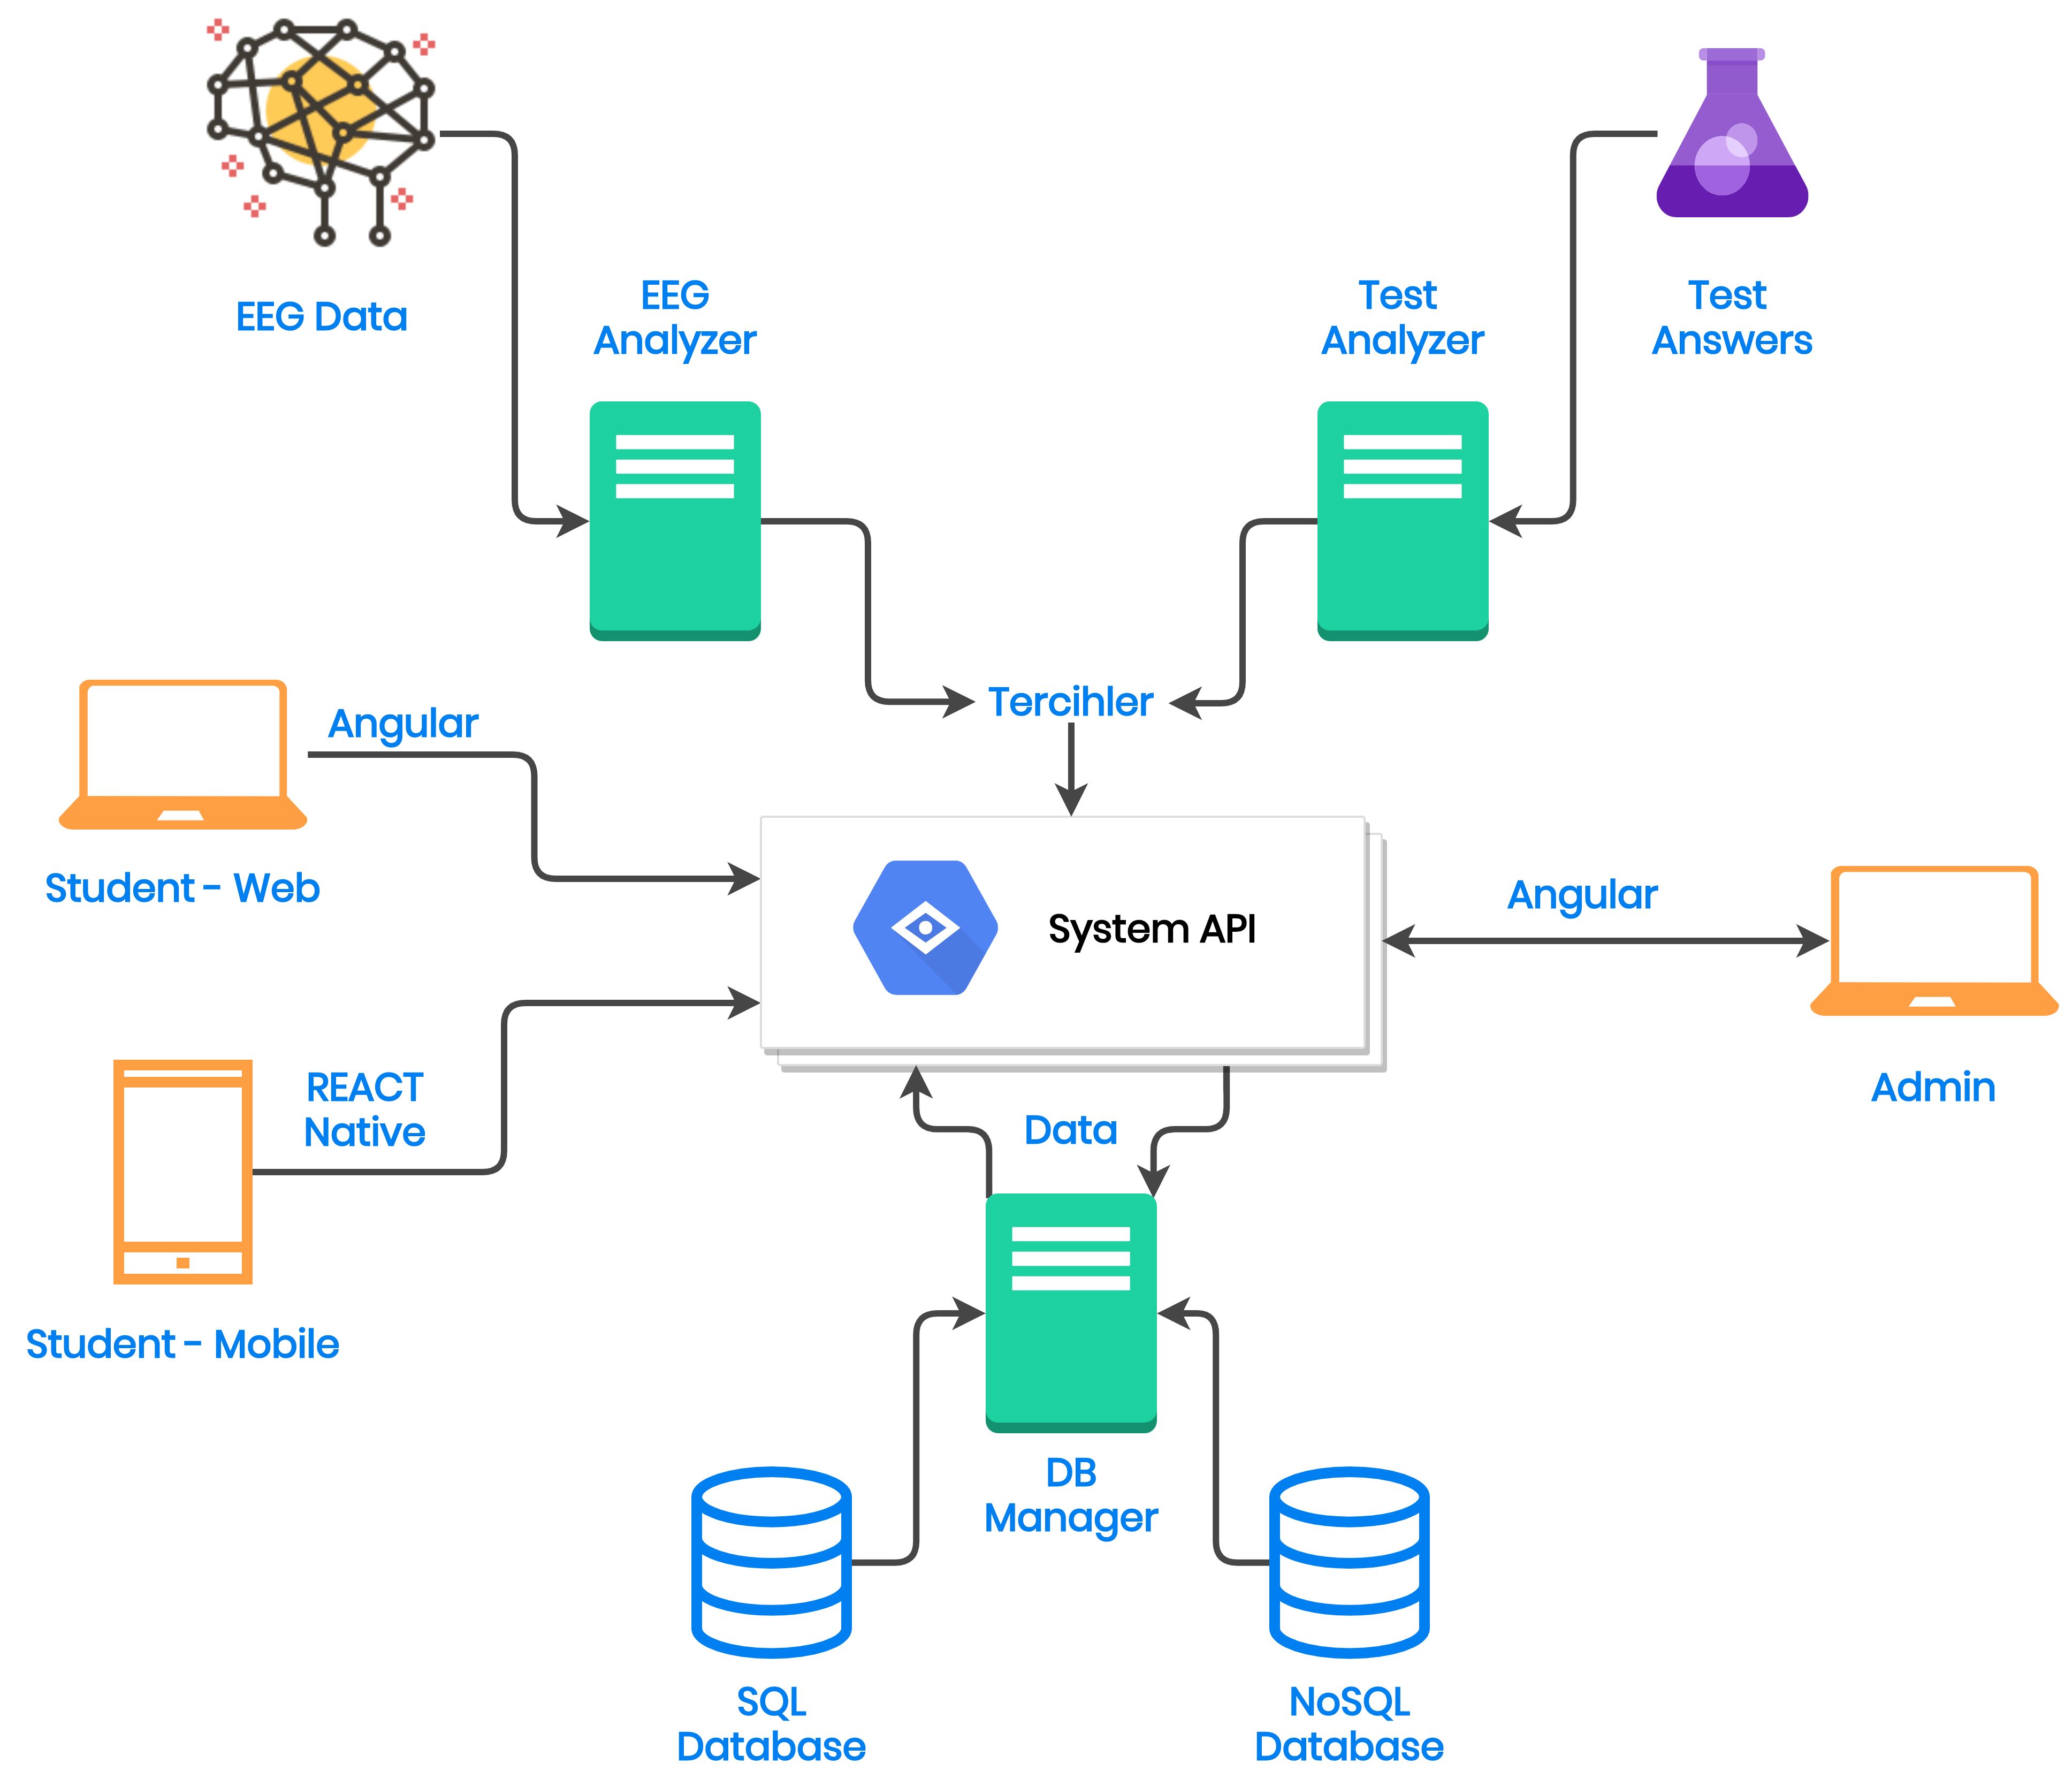 EEG Data
EEG
Analyzer
Test
Analyzer
Test
Answers
Tercihler
Angular
Student - Web
System API
Angular
Admin
REACT
Native
Student - Mobile
Data
DB
Manager
SQL
Database
NoSQL
Database